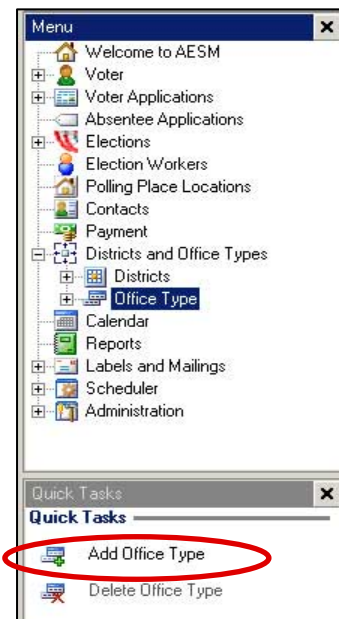 Menu
Welcome to AESM
Voter
Voter Applications
Absentee Applications
Elections
Election Workers
Polling Place Locations
Contacts
Payment
Districts and Office Types
Districts
Office Type
Calendar
Reports
Labels and Mailings
Scheduler
Administration
Quick Tasks
Quick Tasks
Add Office Type
Delete Office Type